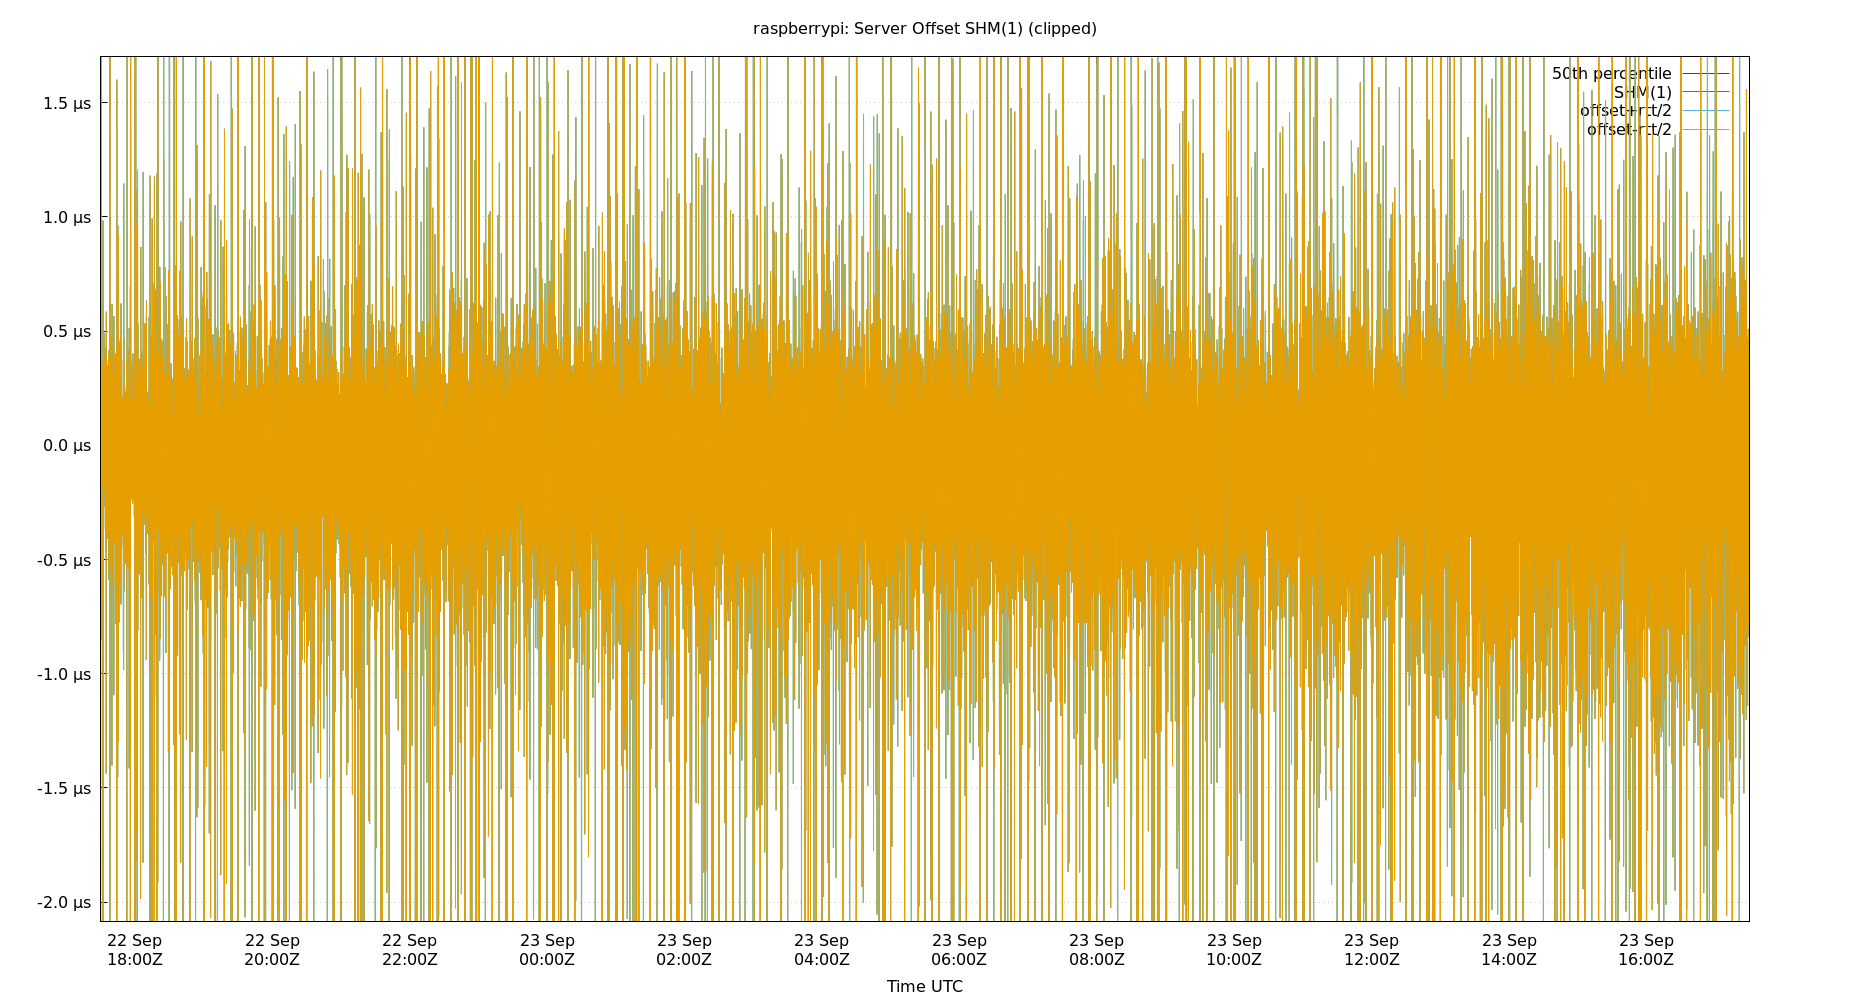 raspberrypi: Server Offset SHM(1) (clipped)
50th percentile
SHM(1)
offset+rtt/2
offset-rtt/2
1.5 µs
1.0 µs
0.5 µs
0.0 µs
-0.5 µs
-1.0 µs
-1.5 µs
-2.0 µs
22 Sep 22 Sep 22 Sep 23 Sep 23 Sep 23 Sep 23 Sep 23 Sep 23 Sep 23 Sep 23 Sep 23 Sep
18:00Z 20:00Z 22:00Z 00:00Z 02:00Z 04:00Z 06:00Z 08:00Z 10:00Z 12:00Z 14:00Z 16:00Z
Time UTC